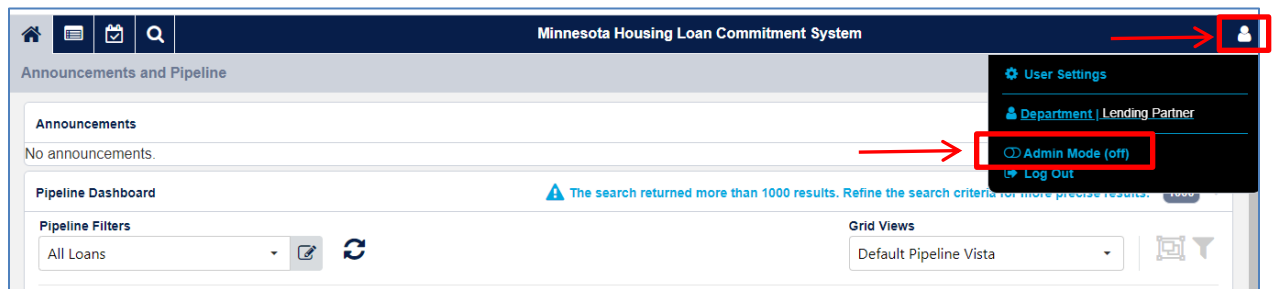 Minnesota Housing Loan Commitment System
Announcements and Pipeline
User Settings
Department | Lending Partner
Admin Mode (off)
Log Out
Announcements
No announcements.
Pipeline Dashboard
The search returned more than 1000 results. Refine the search criteria for more precise results.
1000
Pipeline Filters
All Loans
Grid Views
Default Pipeline Vista